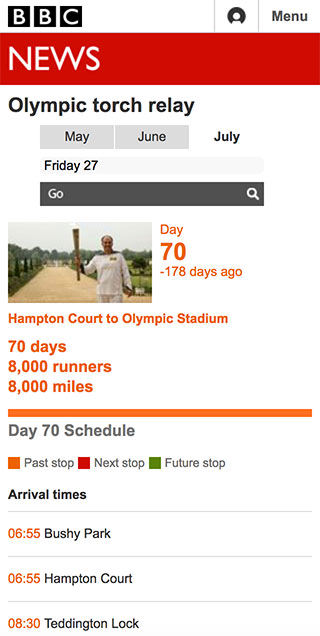 BBC
Menu
NEWS
Olympic torch relay
May June July
Friday 27
Go
Day
70
-178 days ago
Hampton Court to Olympic Stadium
70 days
8,000 runners
8,000 miles
Day 70 Schedule
Past stop Next stop Future stop
Arrival times
06:55 Bushy Park
06:55 Hampton Court
08:30 Teddington Lock